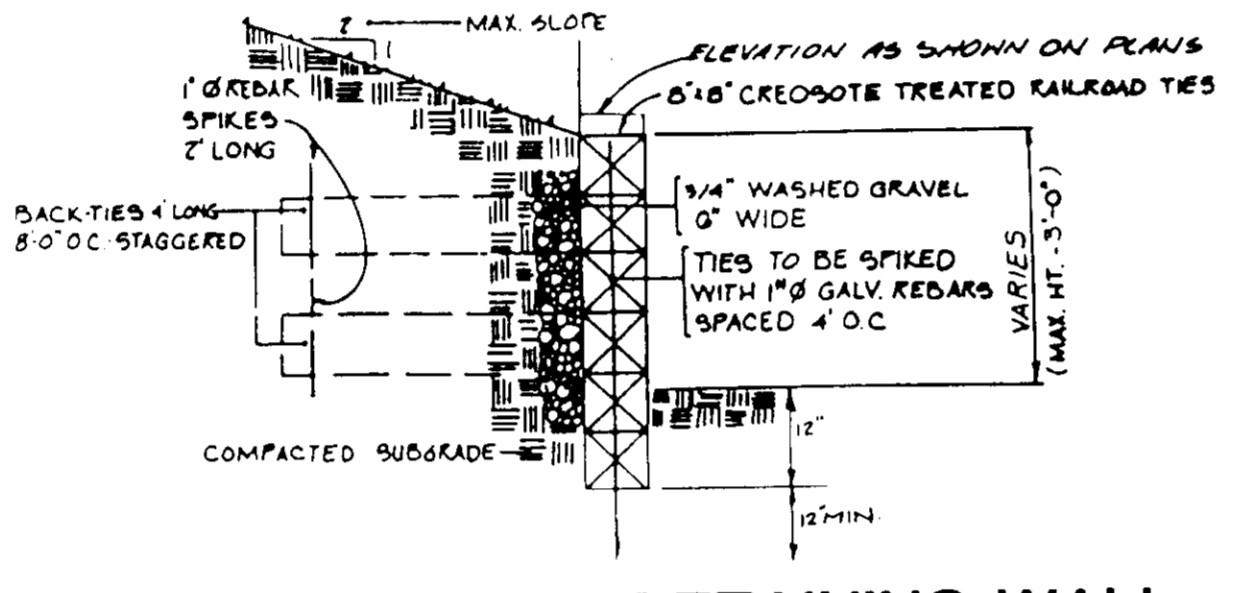 2
1
MAX. SLOPE
ELEVATION AS SHOWN ON PLANS
8"x8" CREOSOTE TREATED RAILROAD TIES
1" Ø REBAR
SPIKES
2' LONG
BACK-TIES 4' LONG
8'-0" O.C. STAGGERED
3/4" WASHED GRAVEL
6" WIDE
TIES TO BE SPIKED
WITH 1" Ø GALV. REBARS
SPACED 4' O.C
VARIES
(MAX. HT. - 3'-0")
COMPACTED SUBGRADE
12"
12" MIN.
WALL